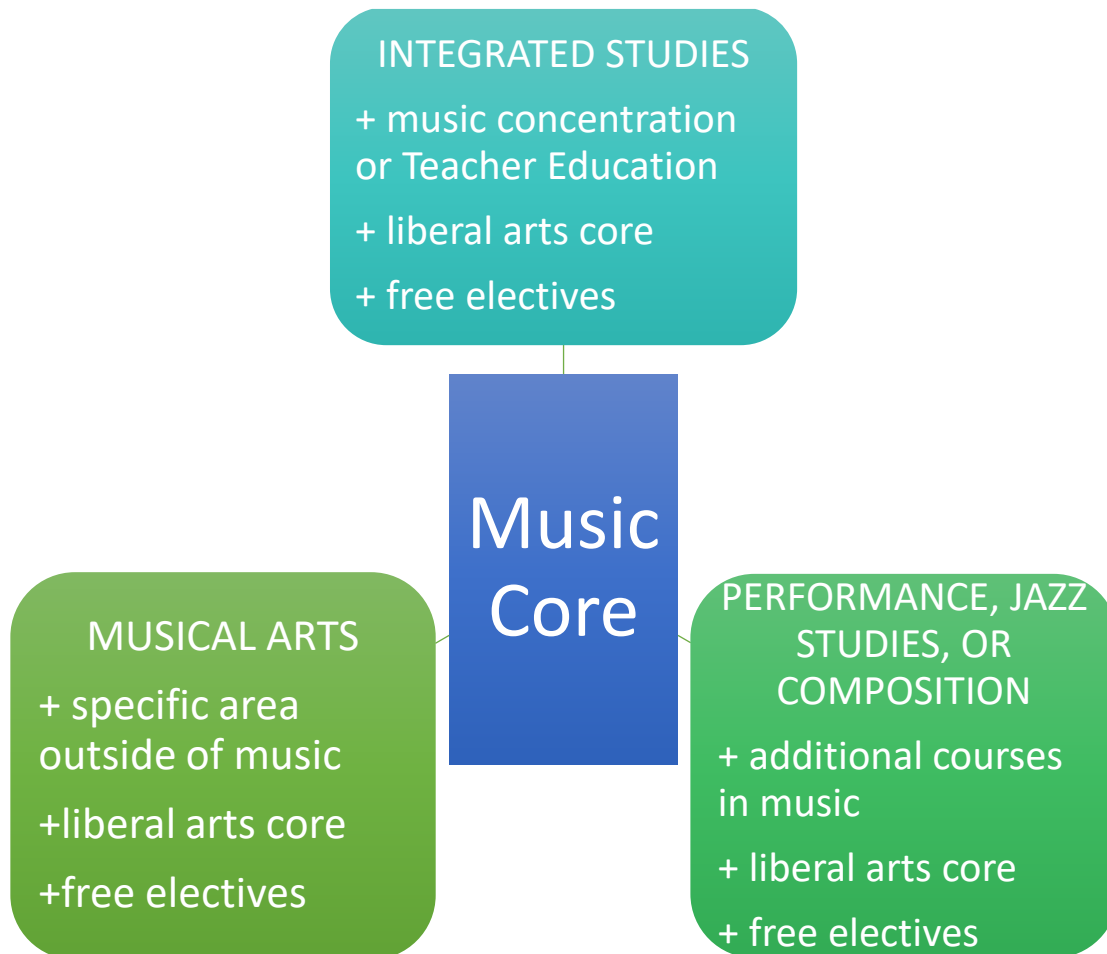 INTEGRATED STUDIES
+ music concentration
or Teacher Education
+ liberal arts core
+ free electives
Music
Core
MUSICAL ARTS
+ specific area
outside of music
+liberal arts core
+free electives
PERFORMANCE, JAZZ
STUDIES, OR
COMPOSITION
+ additional courses
in music
+ liberal arts core
+ free electives